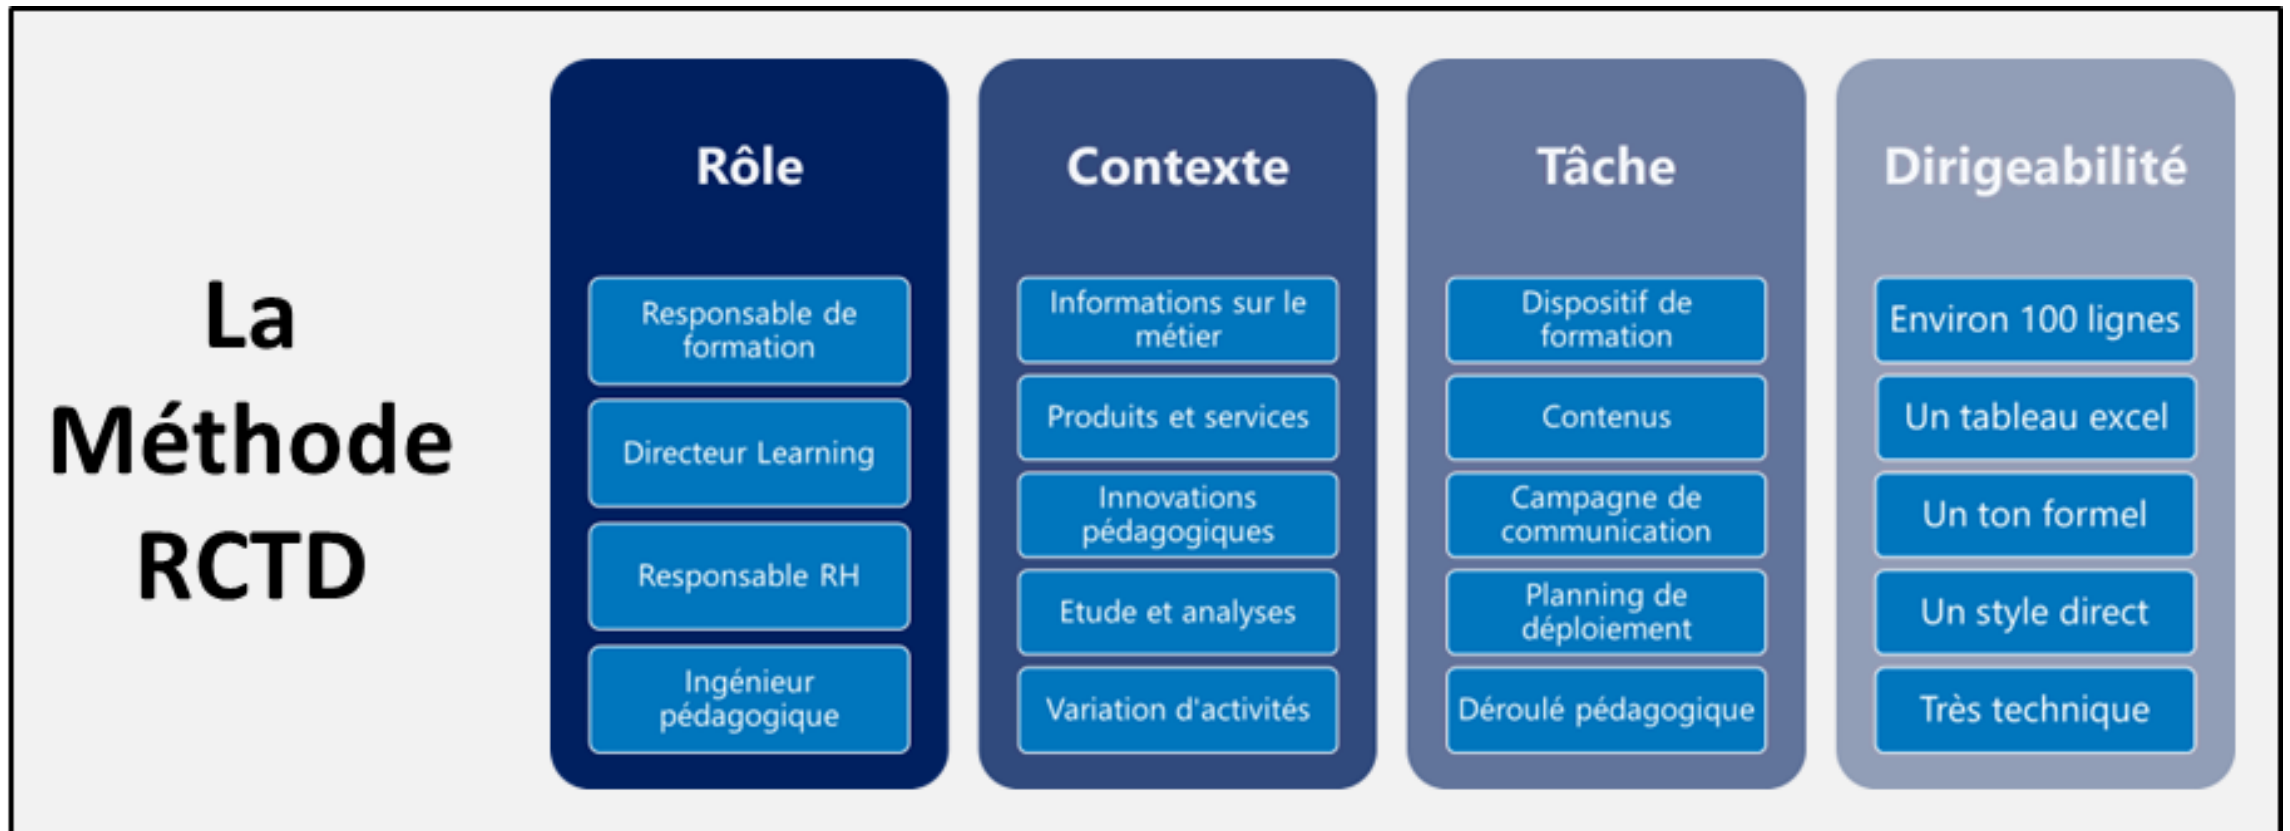 La
Méthode
RCTD
Rôle
Responsable de
formation
Directeur Learning
Responsable RH
Ingénieur
pédagogique
Contexte
Informations sur le
métier
Produits et services
Innovations
pédagogiques
Etude et analyses
Variation d'activités
Tâche
Dispositif de
formation
Contenus
Campagne de
communication
Planning de
déploiement
Déroulé pédagogique
Dirigeabilité
Environ 100 lignes
Un tableau excel
Un ton formel
Un style direct
Très technique